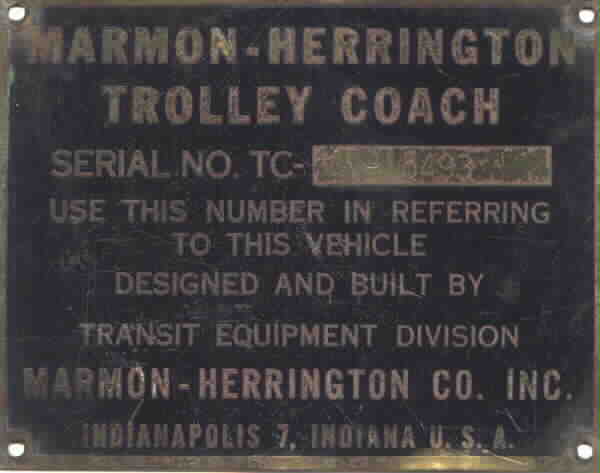 MARMON-HERRINGTON
TROLLEY COACH
SERIAL NO. TC-
USE THIS NUMBER IN REFERRING
TO THIS VEHICLE
DESIGNED AND BUILT BY
TRANSIT EQUIPMENT DIVISION
MARMON-HERRINGTON CO. INC.
INDIANAPOLIS 7, INDIANA U. S. A.